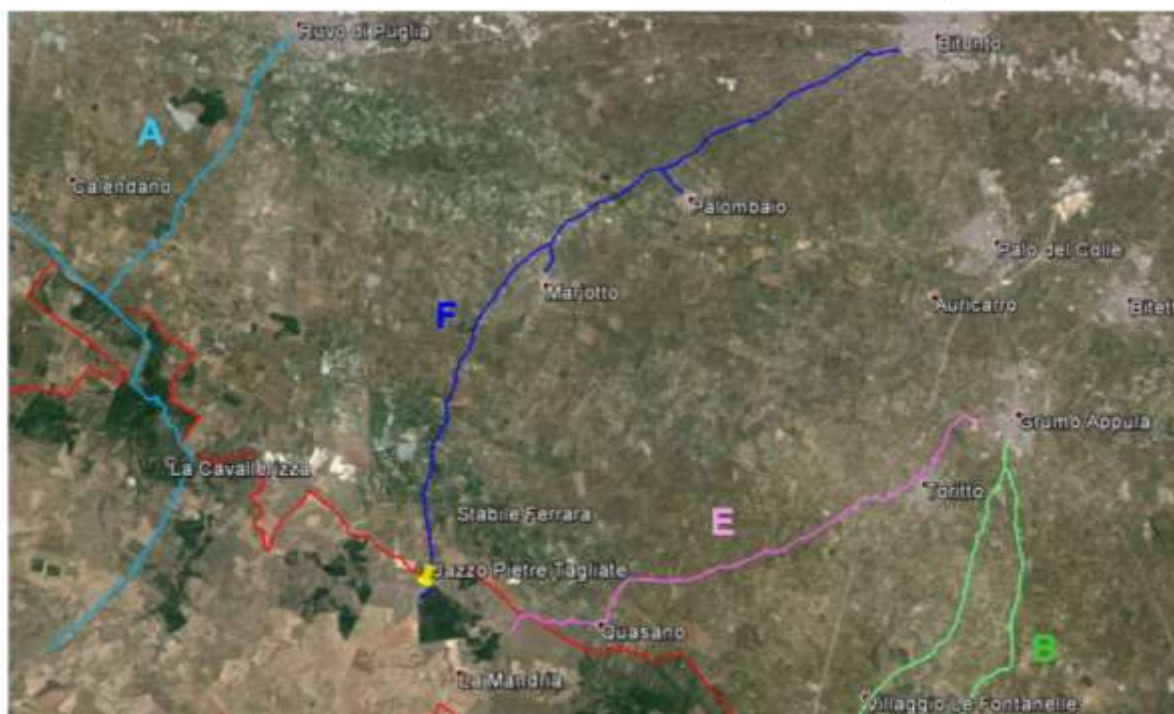 Ruvo di Puglia
Bitonto
A
Calendano
Palombaio
Palo del Colle
Mariotto
Auricarro
Bitett
F
Grumo Appula
La Cavallerizza
Toritto
Stabile Ferrara
E
Jazzo Pietre Tagliate
Quasano
B
La Mandria
Villaggio Le Fontanelle